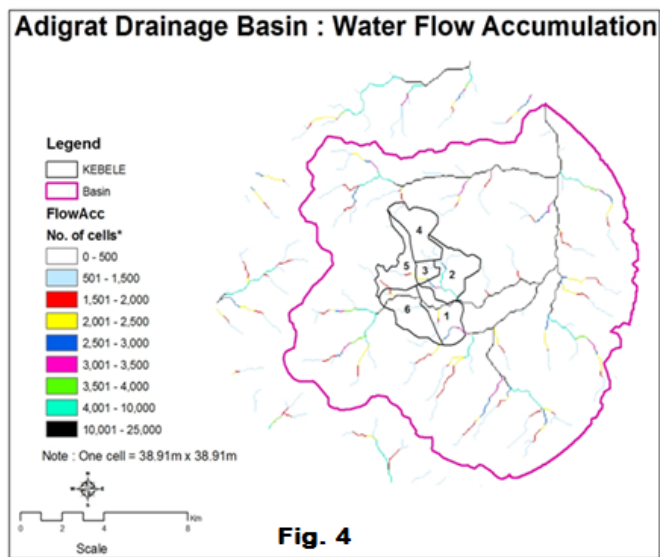 Adigrat Drainage Basin : Water Flow Accumulation
Legend
KEBELE
Basin
FlowAcc
No. of cells*
0 - 500
501 - 1,500
1,501 - 2,000
2,001 - 2,500
2,501 - 3,000
3,001 - 3,500
3,501 - 4,000
4,001 - 10,000
10,001 - 25,000
Note : One cell = 38.91m x 38.91m
4
5
3
2
6
1
N
W
E
S
Km
0 2 4 8
Scale
Fig. 4